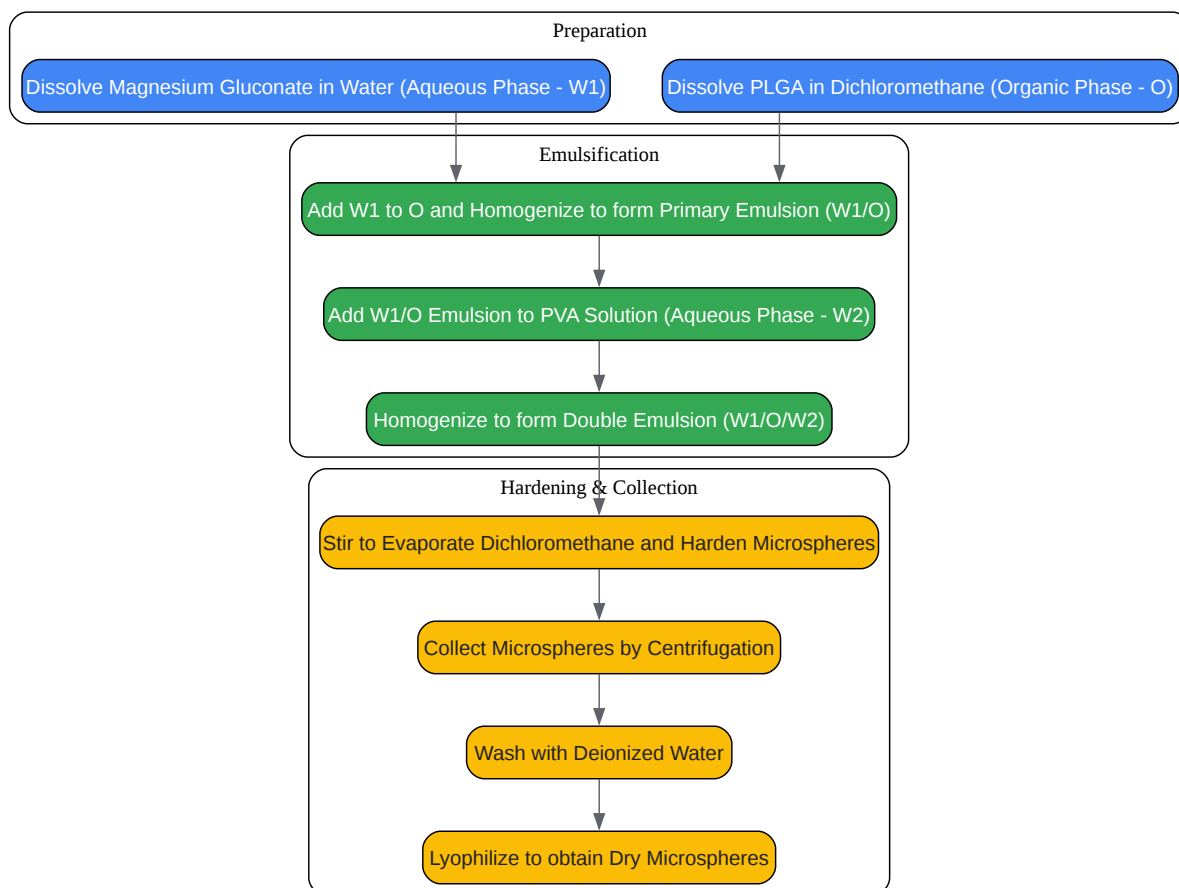 Preparation
Dissolve Magnesium Gluconate in Water (Aqueous Phase - W1)
Dissolve PLGA in Dichloromethane (Organic Phase - O)
Emulsification
Add W1 to O and Homogenize to form Primary Emulsion (W1/O)
Add W1/O Emulsion to PVA Solution (Aqueous Phase - W2)
Homogenize to form Double Emulsion (W1/O/W2)
Hardening & Collection
Stir to Evaporate Dichloromethane and Harden Microspheres
Collect Microspheres by Centrifugation
Wash with Deionized Water
Lyophilize to obtain Dry Microspheres